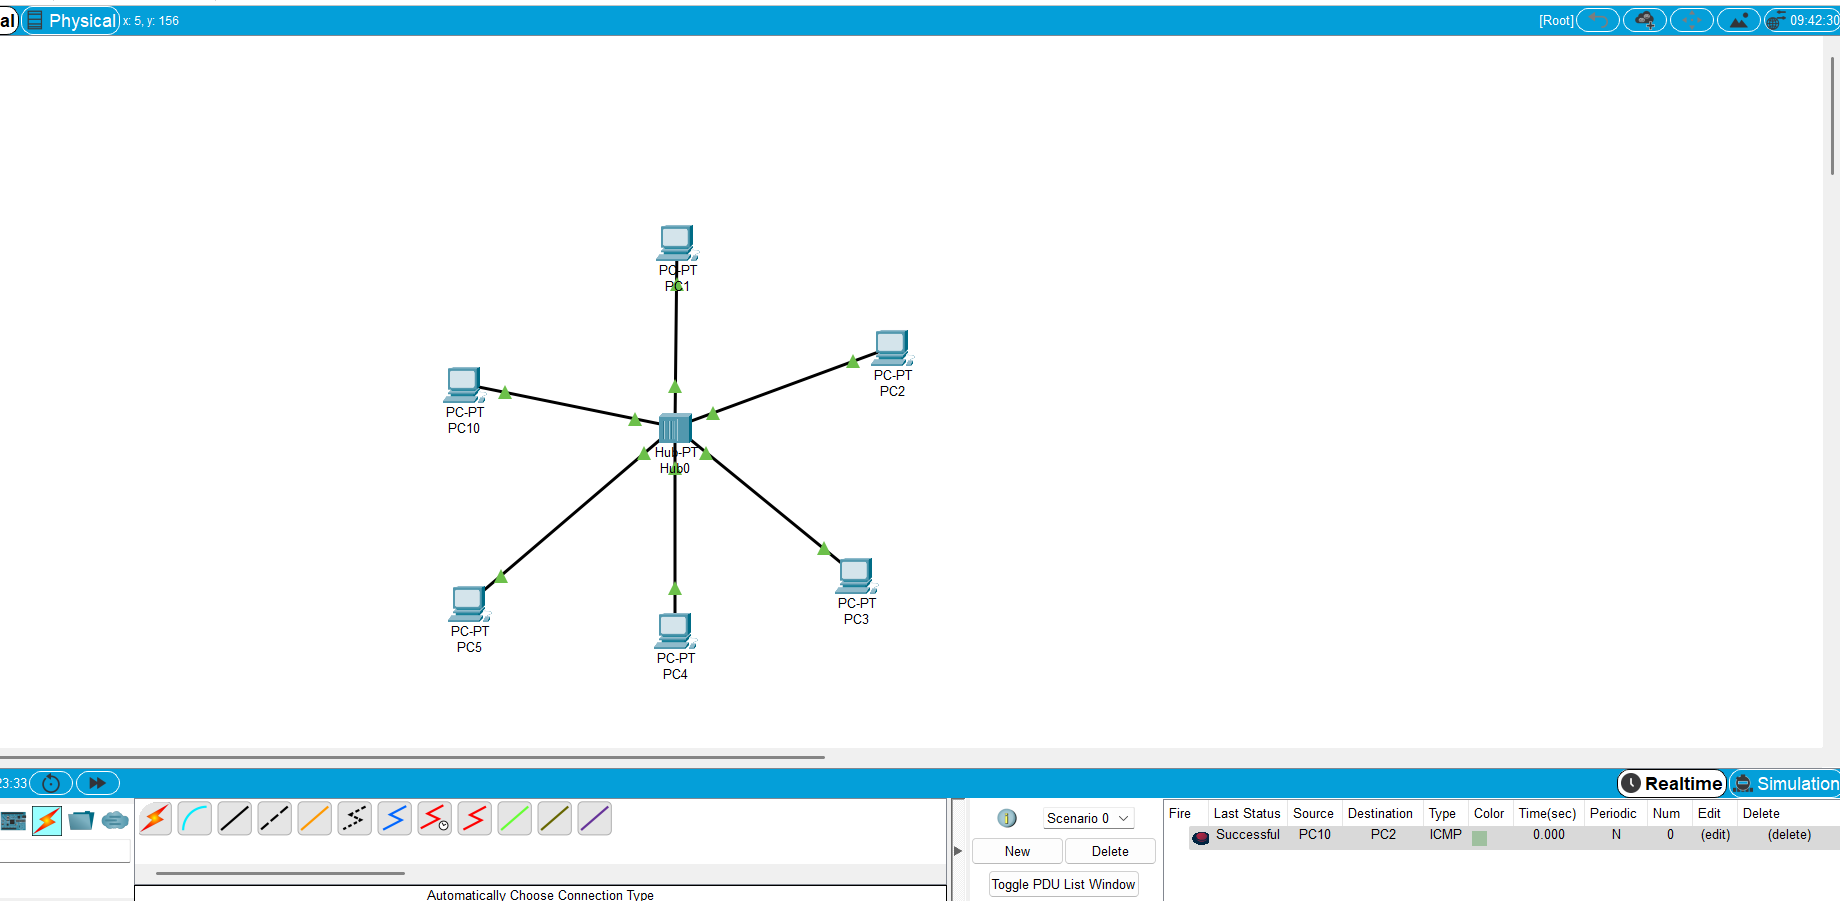 al Physical x: 5, y: 156 [Root] 09:42:30
PC-PT
PC1
PC-PT
PC2
PC-PT
PC10
Hub-PT
Hub0
PC-PT
PC3
PC-PT
PC5
PC-PT
PC4
23:33 Realtime Simulation
Scenario 0
New Delete
Toggle PDU List Window
Fire Last Status Source Destination Type Color Time(sec) Periodic Num Edit Delete
Successful PC10 PC2 ICMP 0.000 N 0 (edit) (delete)
Automatically Choose Connection Type